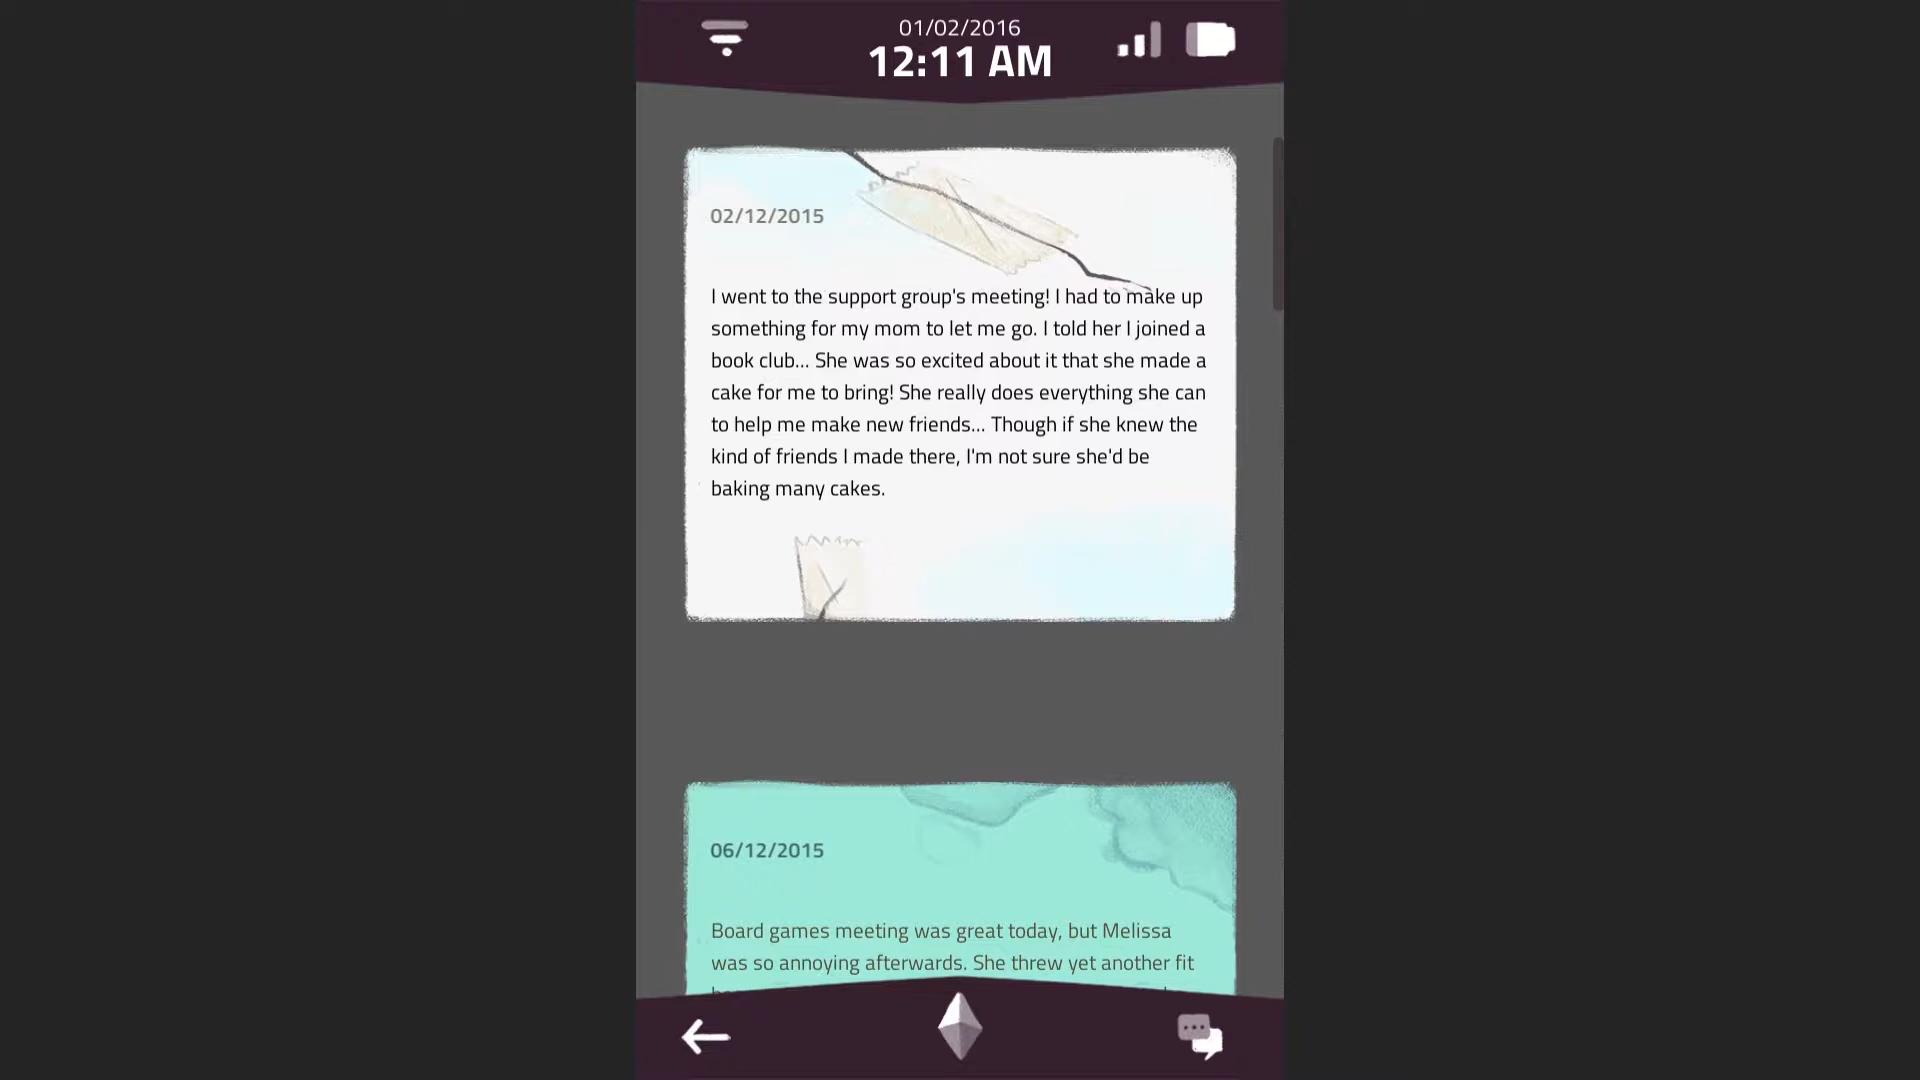 01/02/2016
12:11 AM
02/12/2015
I went to the support group's meeting! I had to make up
something for my mom to let me go. I told her I joined a
book club... She was so excited about it that she made a
cake for me to bring! She really does everything she can
to help me make new friends... Though if she knew the
kind of friends I made there, I'm not sure she'd be
baking many cakes.
06/12/2015
Board games meeting was great today, but Melissa
was so annoying afterwards. She threw yet another fit